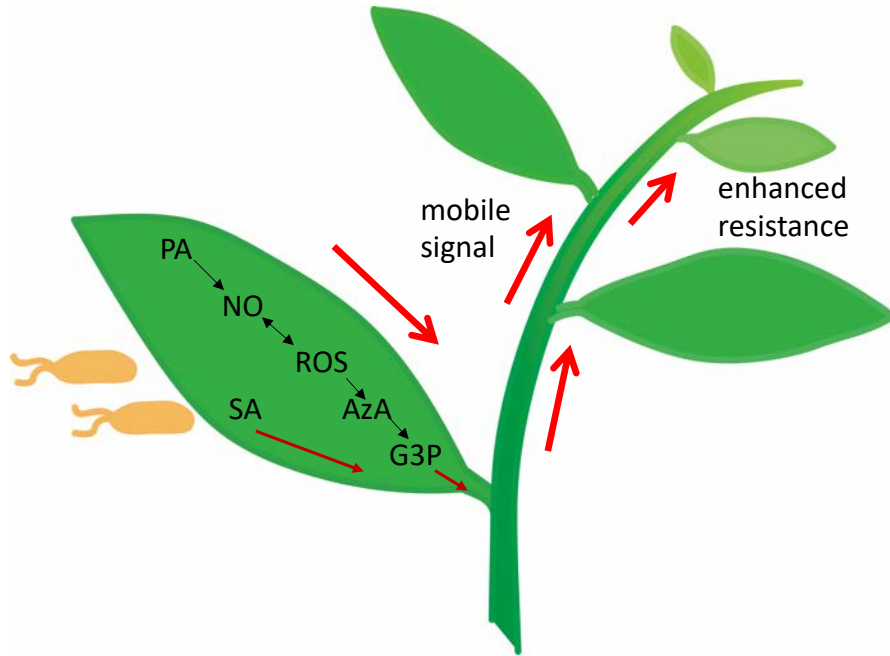 mobile
signal
enhanced
resistance
PA
NO
ROS
SA
AzA
G3P